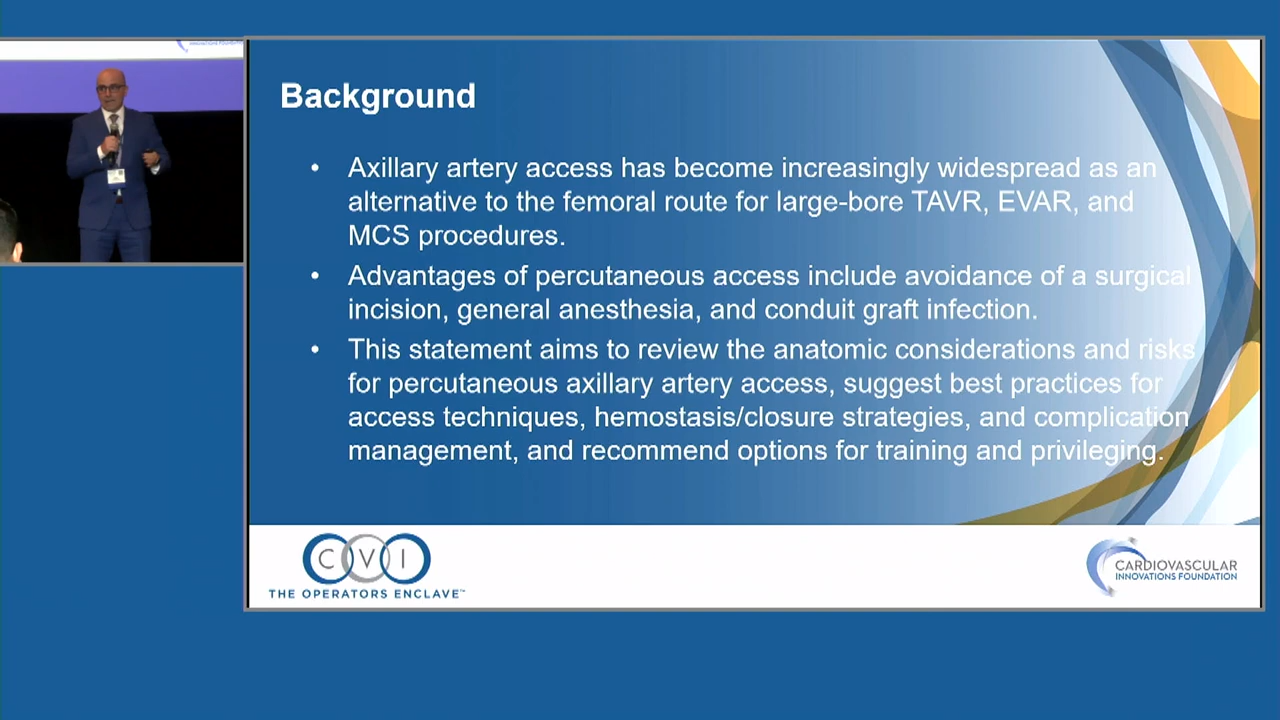 Background
• Axillary artery access has become increasingly widespread as an
alternative to the femoral route for large-bore TAVR, EVAR, and
MCS procedures.
• Advantages of percutaneous access include avoidance of a surgical
incision, general anesthesia, and conduit graft infection.
• This statement aims to review the anatomic considerations and risks
for percutaneous axillary artery access, suggest best practices for
access techniques, hemostasis/closure strategies, and complication
management, and recommend options for training and privileging.
CVI
THE OPERATORS ENCLAVE™
CARDIOVASCULAR
INNOVATIONS FOUNDATION